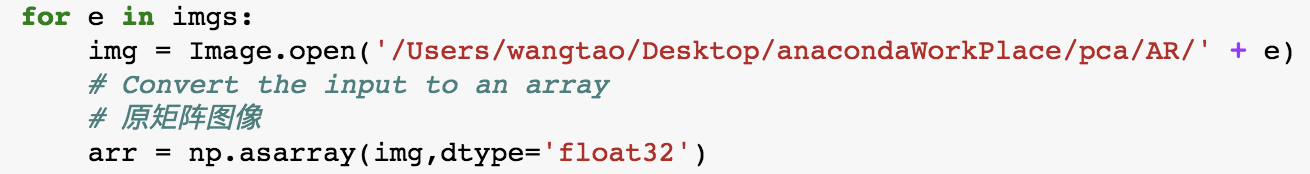 for e in imgs:
    img = Image.open('/Users/wangtao/Desktop/anacondaWorkPlace/pca/AR/' + e)
    # Convert the input to an array
    # 原矩阵图像
    arr = np.asarray(img,dtype='float32')